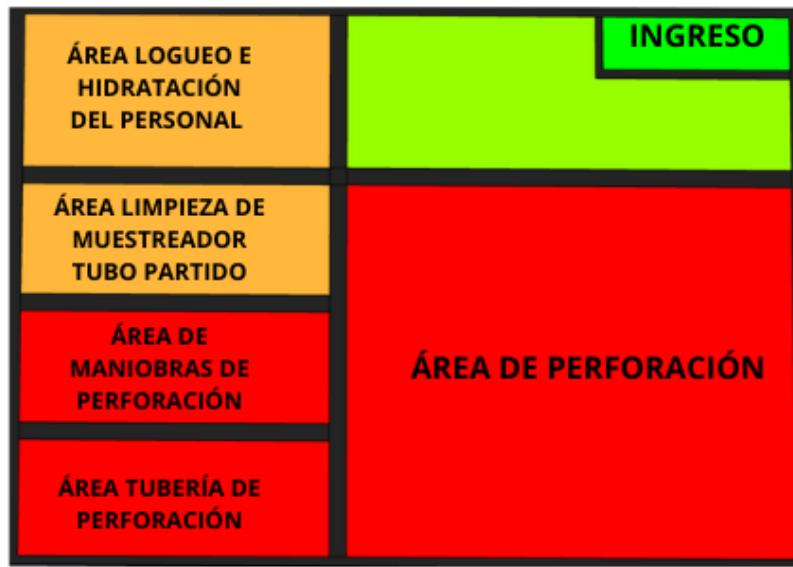 ÁREA LOGUEO E
HIDRATACIÓN
DEL PERSONAL
INGRESO
ÁREA LIMPIEZA DE
MUESTREADOR
TUBO PARTIDO
ÁREA DE
MANIOBRAS DE
PERFORACIÓN
ÁREA DE PERFORACIÓN
ÁREA TUBERÍA DE
PERFORACIÓN